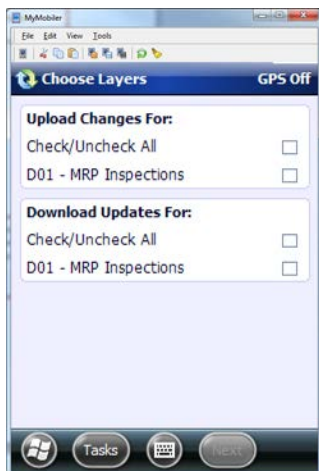 MyMobiler
File Edit View Tools
Choose Layers GPS Off
Upload Changes For:
Check/Uncheck All
D01 - MRP Inspections
Download Updates For:
Check/Uncheck All
D01 - MRP Inspections
Tasks Next